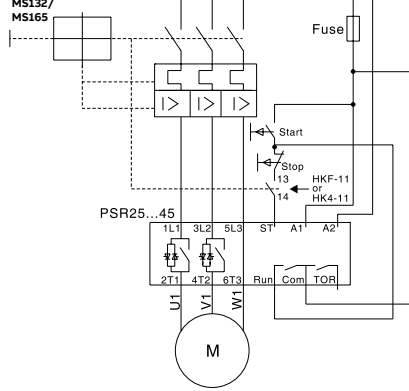 MS132/
MS165
Fuse
Start
Stop
13 HKF-11
or
14 HK4-11
PSR25...45
1L1 3L2 5L3 ST A1 A2
2T1 4T2 6T3 Run Com TOR
U1 V1 W1
M